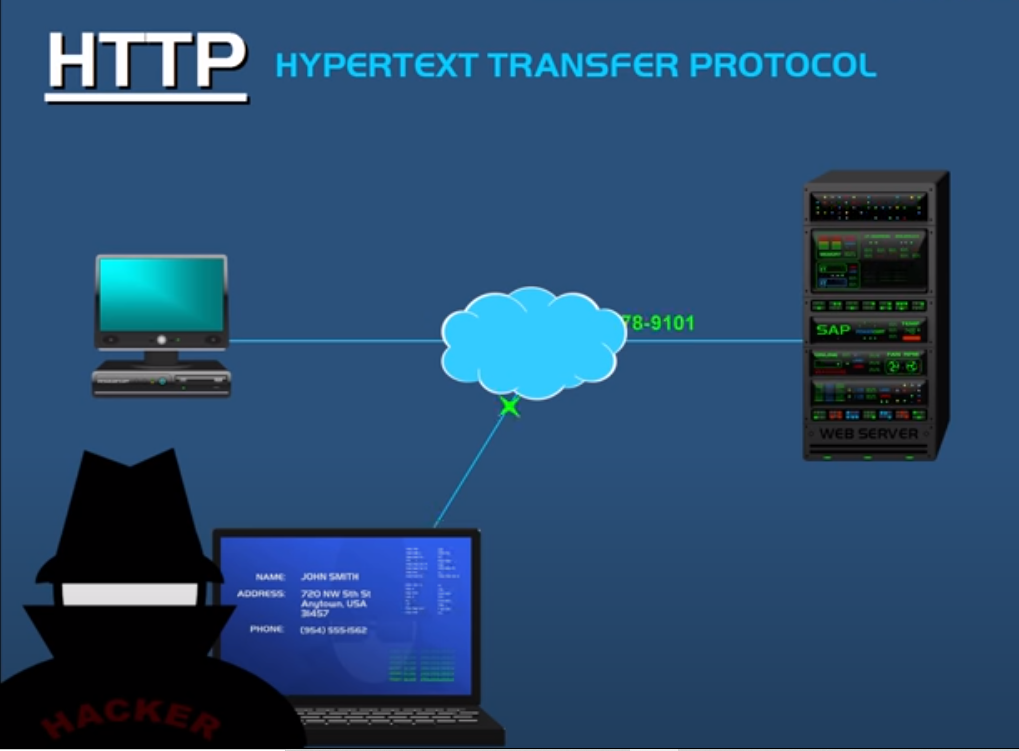 HTTP HYPERTEXT TRANSFER PROTOCOL
78-9101
SAP
WEB SERVER
NAME: JOHN SMITH
ADDRESS: 720 NW 5th St
Anytown, USA
31457
PHONE: (954) 555-1562
HACKER